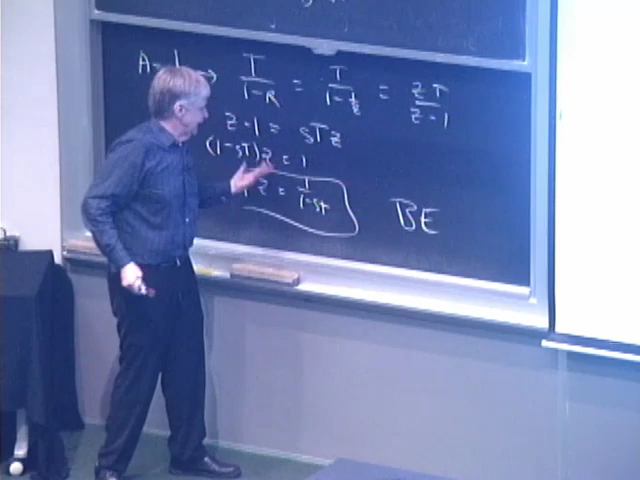 A = 1 → T/(1-R) = T/(1-1/z) = zT/(z-1)
z-1 = sTz
(1-sT)z = 1
z = 1/(1-sT)
BE